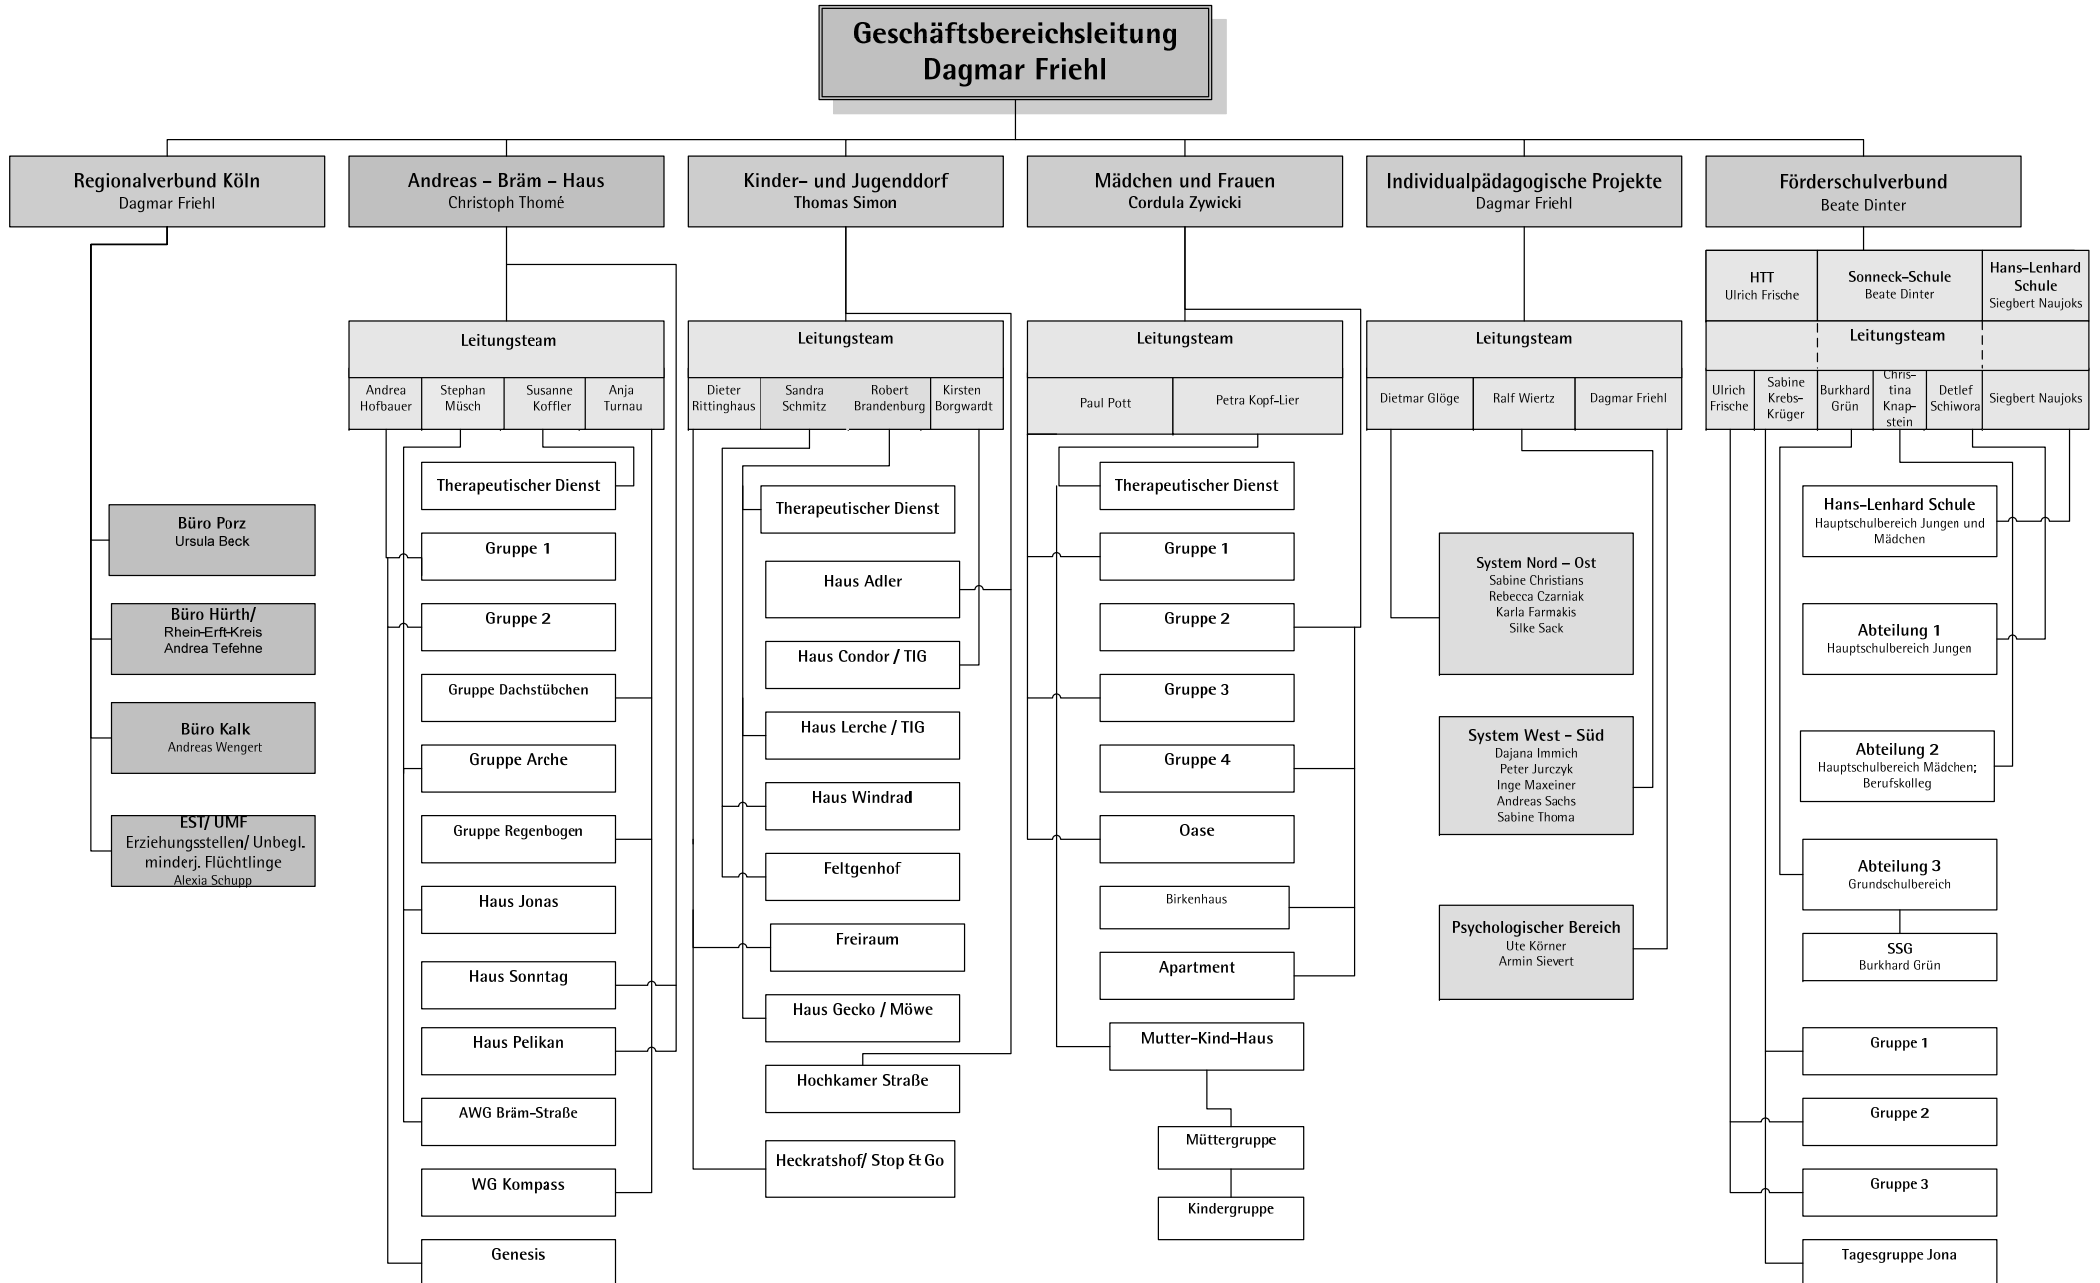 Geschäftsbereichsleitung
Dagmar Friehl
Regionalverbund Köln
Dagmar Friehl
Büro Porz
Ursula Beck
Büro Hürth/
Rhein-Erft-Kreis
Andrea Tefehne
Büro Kalk
Andreas Wengert
EST/ UMF
Erziehungsstellen/ Unbegl.
minderj. Flüchtlinge
Alexia Schupp
Andreas - Bräm - Haus
Christoph Thomé
Leitungsteam
Andrea
Hofbauer
Stephan
Müsch
Susanne
Koffler
Anja
Turnau
Therapeutischer Dienst
Gruppe 1
Gruppe 2
Gruppe Dachstübchen
Gruppe Arche
Gruppe Regenbogen
Haus Jonas
Haus Sonntag
Haus Pelikan
AWG Bräm-Straße
WG Kompass
Genesis
Kinder- und Jugenddorf
Thomas Simon
Leitungsteam
Dieter
Rittinghaus
Sandra
Schmitz
Robert
Brandenburg
Kirsten
Borgwardt
Therapeutischer Dienst
Haus Adler
Haus Condor / TIG
Haus Lerche / TIG
Haus Windrad
Feltgenhof
Freiraum
Haus Gecko / Möwe
Hochkamer Straße
Heckratshof/ Stop & Go
Mädchen und Frauen
Cordula Zywicki
Leitungsteam
Paul Pott
Petra Kopf-Lier
Therapeutischer Dienst
Gruppe 1
Gruppe 2
Gruppe 3
Gruppe 4
Oase
Birkenhaus
Apartment
Mutter-Kind-Haus
Müttergruppe
Kindergruppe
Individualpädagogische Projekte
Dagmar Friehl
Leitungsteam
Dietmar Glöge
Ralf Wiertz
Dagmar Friehl
System Nord – Ost
Sabine Christians
Rebecca Czarniak
Karla Farmakis
Silke Sack
System West - Süd
Dajana Immich
Peter Jurczyk
Inge Maxeiner
Andreas Sachs
Sabine Thoma
Psychologischer Bereich
Ute Körner
Armin Sievert
Förderschulverbund
Beate Dinter
HTT
Ulrich Frische
Sonneck-Schule
Beate Dinter
Hans-Lenhard
Schule
Siegbert Naujoks
Leitungsteam
Ulrich
Frische
Sabine
Krebs-
Krüger
Burkhard
Grün
Chris-
tina
Knap-
stein
Detlef
Schiwora
Siegbert Naujoks
Hans-Lenhard Schule
Hauptschulbereich Jungen und
Mädchen
Abteilung 1
Hauptschulbereich Jungen
Abteilung 2
Hauptschulbereich Mädchen;
Berufskolleg
Abteilung 3
Grundschulbereich
SSG
Burkhard Grün
Gruppe 1
Gruppe 2
Gruppe 3
Tagesgruppe Jona